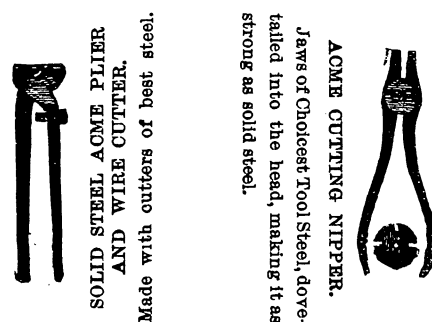 SOLID STEEL ACME PLIER
AND WIRE CUTTER.
Made with cutters of best steel.
ACME CUTTING NIPPER.
Jaws of Choicest Tool Steel, dove-
tailed into the head, making it as
strong as solid steel.